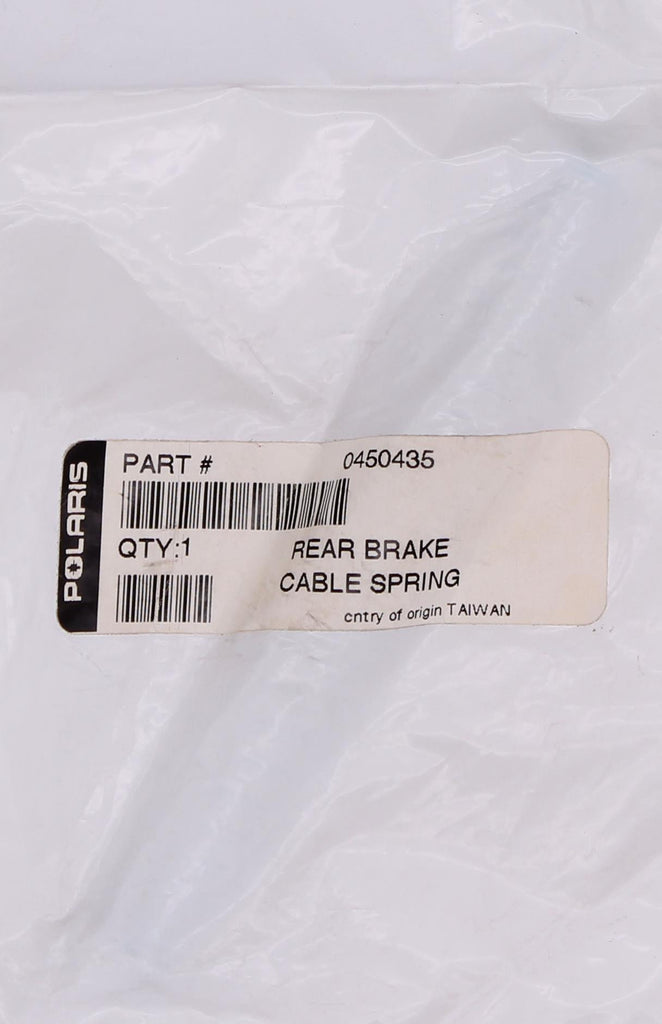 POLARIS
PART # 0450435
QTY:1 REAR BRAKE
CABLE SPRING
cntry of origin TAIWAN